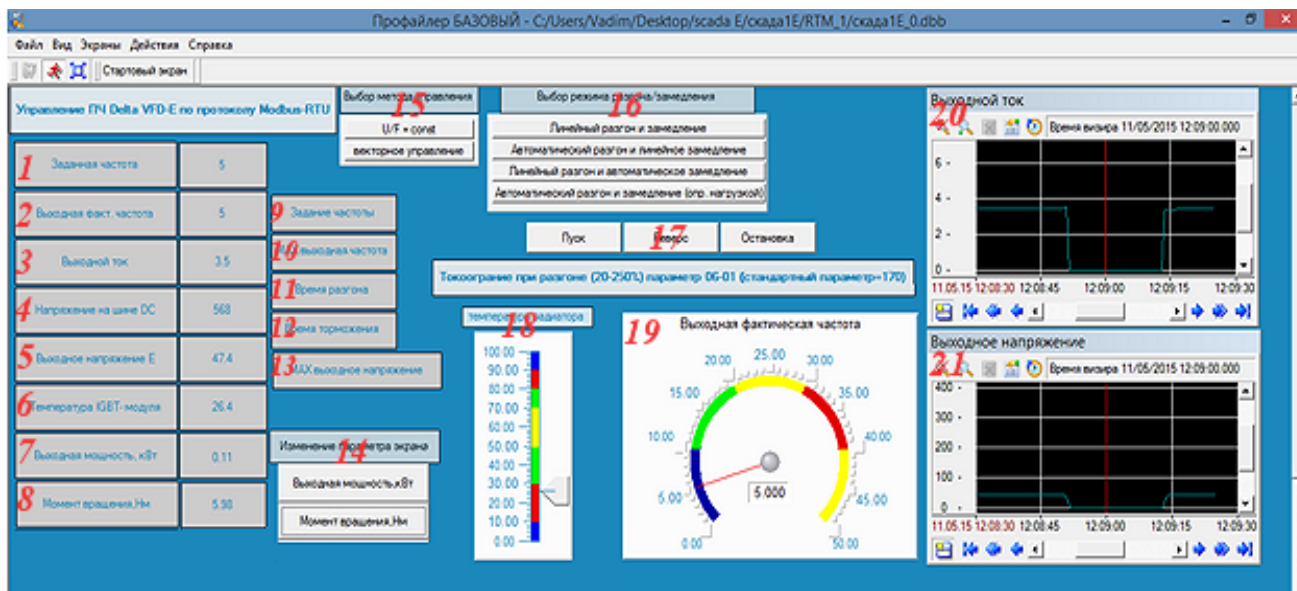 Профайлер БАЗОВЫЙ - C:/Users/Vadim/Desktop/scada E/скада1E/RTM_1/скада1E_0.dbb
Файл Вид Экраны Действия Справка
Стартовый экран
Управление ПЧ Delta VFD-E по протоколу Modbus-RTU
1 Заданная частота 5
2 Выходная факт. частота 5
3 Выходной ток 3.5
4 Напряжение на шине DC 568
5 Выходное напряжение E 47.4
6 Температура IGBT-модуля 26.4
7 Выходная мощность, кВт 0.11
8 Момент вращения,Нм 5.98
9 Задание частоты
10 выходная частота
11 Время разгона
12 Время торможения
13 MAX выходное напряжение
14
Изменение параметра экрана
Выходная мощность,кВт
Момент вращения,Нм
15
Выбор метода управления
U/F = const
векторное управление
16
Выбор режима разгона/замедления
Линейный разгон и замедление
Автоматический разгон и линейное замедление
Линейный разгон и автоматическое замедление
Автоматический разгон и замедление (опр. нагрузкой)
17
Пуск Реверс Остановка
Токоограние при разгоне (20-250%) параметр 06-01 (стандартный параметр=170)
18
температура радиатора
100.00
90.00
80.00
70.00
60.00
50.00
40.00
30.00
20.00
10.00
0.00
19
Выходная фактическая частота
0.00 5.00 10.00 15.00 20.00 25.00 30.00 35.00 40.00 45.00 50.00
5.000
20
Выходной ток
Время визира 11/05/2015 12:09:00.000
6 -
4 -
2 -
0 -
11.05.15 12:08:30 12:08:45 12:09:00 12:09:15 12:09:30
21
Выходное напряжение
Время визира 11/05/2015 12:09:00.000
400 -
300 -
200 -
100 -
0 -
11.05.15 12:08:30 12:08:45 12:09:00 12:09:15 12:09:30